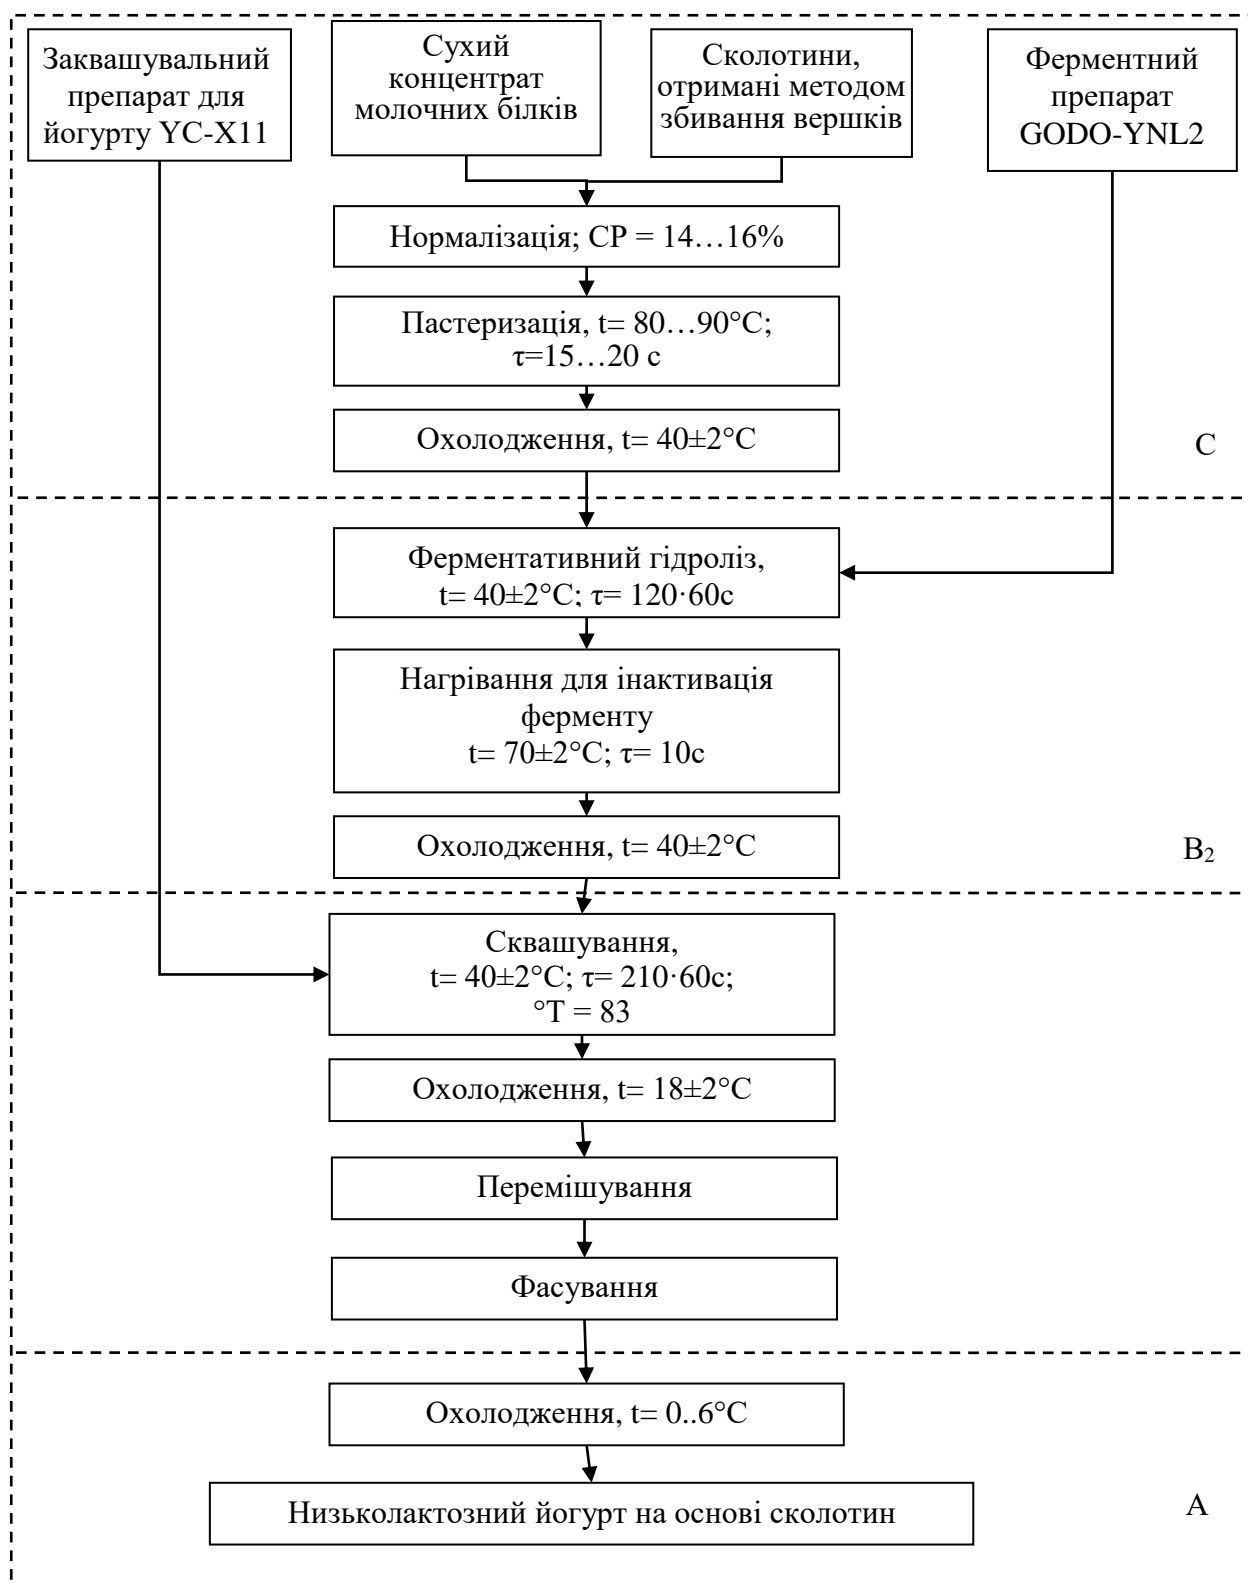 Заквашувальний
препарат для
йогурту YC-X11
Сухий
концентрат
молочних білків
Сколотини,
отримані методом
збивання вершків
Ферментний
препарат
GODO-YNL2
Нормалізація; СР = 14…16%
Пастеризація, t= 80…90°С;
τ=15…20 с
Охолодження, t= 40±2°С
С
Ферментативний гідроліз,
t= 40±2°С; τ= 120·60с
Нагрівання для інактивація
ферменту
t= 70±2°С; τ= 10с
Охолодження, t= 40±2°С
В₂
Сквашування,
t= 40±2°С; τ= 210·60с;
°Т = 83
Охолодження, t= 18±2°С
Перемішування
Фасування
Охолодження, t= 0..6°С
Низьколактозний йогурт на основі сколотин
А